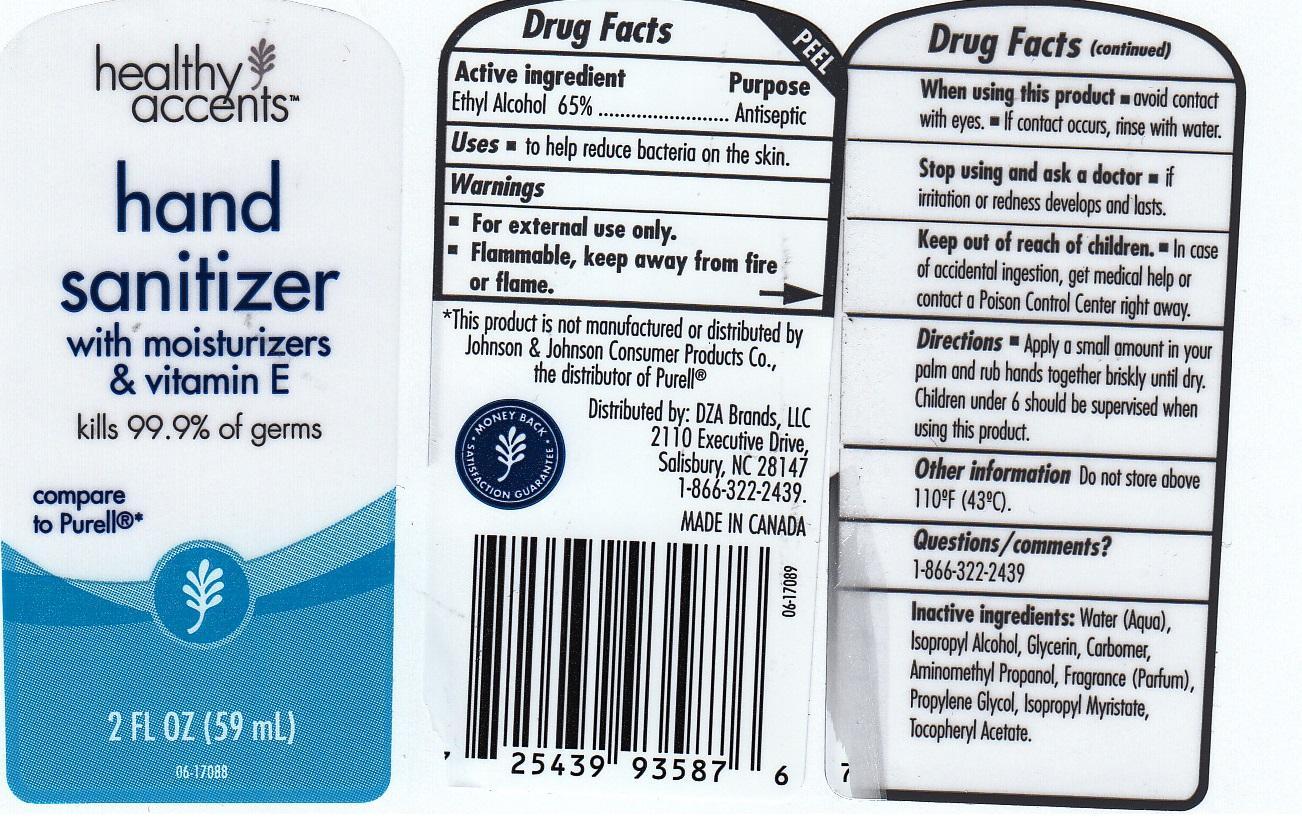 healthy
accents™
hand
sanitizer
with moisturizers
& vitamin E
kills 99.9% of germs
compare
to Purell®*
2 FL OZ (59 mL)
06-17088
Drug Facts
PEEL
Active ingredient Purpose
Ethyl Alcohol 65% ......................... Antiseptic
Uses ▪ to help reduce bacteria on the skin.
Warnings
▪ For external use only.
▪ Flammable, keep away from fire
or flame.
*This product is not manufactured or distributed by
Johnson & Johnson Consumer Products Co.,
the distributor of Purell®
MONEY BACK
SATISFACTION GUARANTEE
Distributed by: DZA Brands, LLC
2110 Executive Drive,
Salisbury, NC 28147
1-866-322-2439.
MADE IN CANADA
06-17089
7 25439 93587 6
Drug Facts (continued)
When using this product ▪ avoid contact
with eyes. ▪ If contact occurs, rinse with water.
Stop using and ask a doctor ▪ if
irritation or redness develops and lasts.
Keep out of reach of children. ▪ In case
of accidental ingestion, get medical help or
contact a Poison Control Center right away.
Directions ▪ Apply a small amount in your
palm and rub hands together briskly until dry.
Children under 6 should be supervised when
using this product.
Other information Do not store above
110ºF (43ºC).
Questions/comments?
1-866-322-2439
Inactive ingredients: Water (Aqua),
Isopropyl Alcohol, Glycerin, Carbomer,
Aminomethyl Propanol, Fragrance (Parfum),
Propylene Glycol, Isopropyl Myristate,
Tocopheryl Acetate.
7